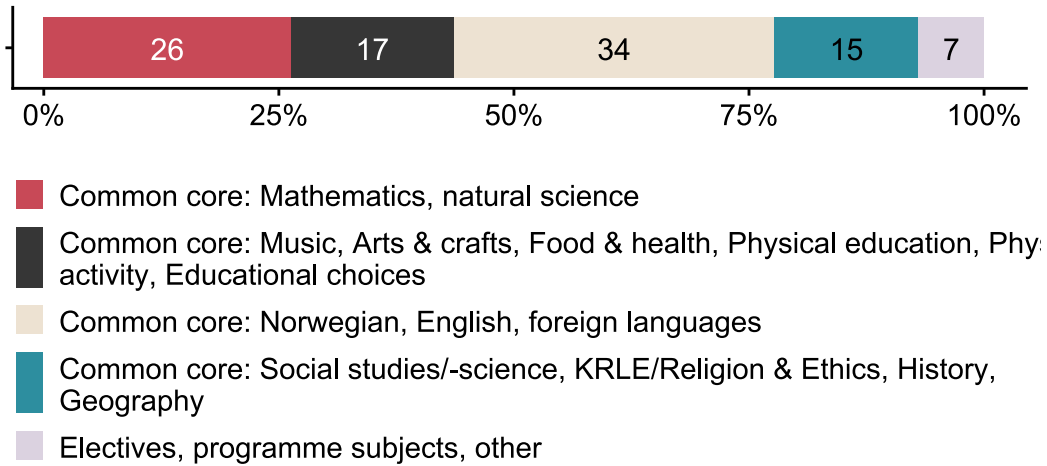 26 17 34 15 7
0% 25% 50% 75% 100%
Common core: Mathematics, natural science
Common core: Music, Arts & crafts, Food & health, Physical education,
activity, Educational choices
Common core: Norwegian, English, foreign languages
Common core: Social studies/-science, KRLE/Religion & Ethics, History,
Geography
Electives, programme subjects, other